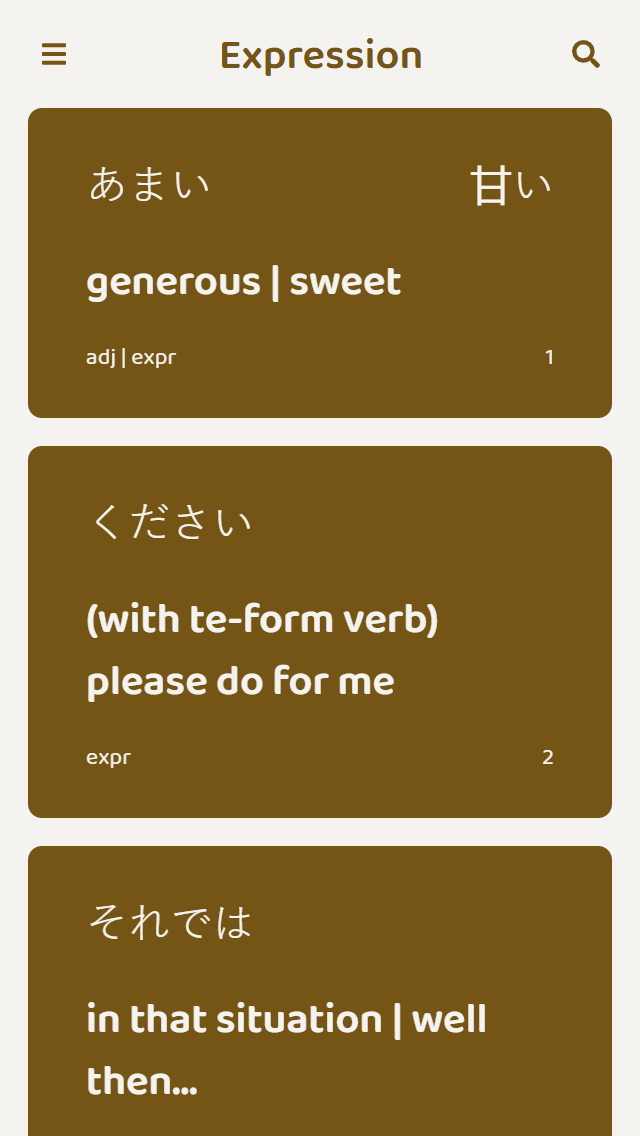 Expression
あまい 甘い
generous | sweet
adj | expr 1
ください
(with te-form verb)
please do for me
expr 2
それでは
in that situation | well
then...